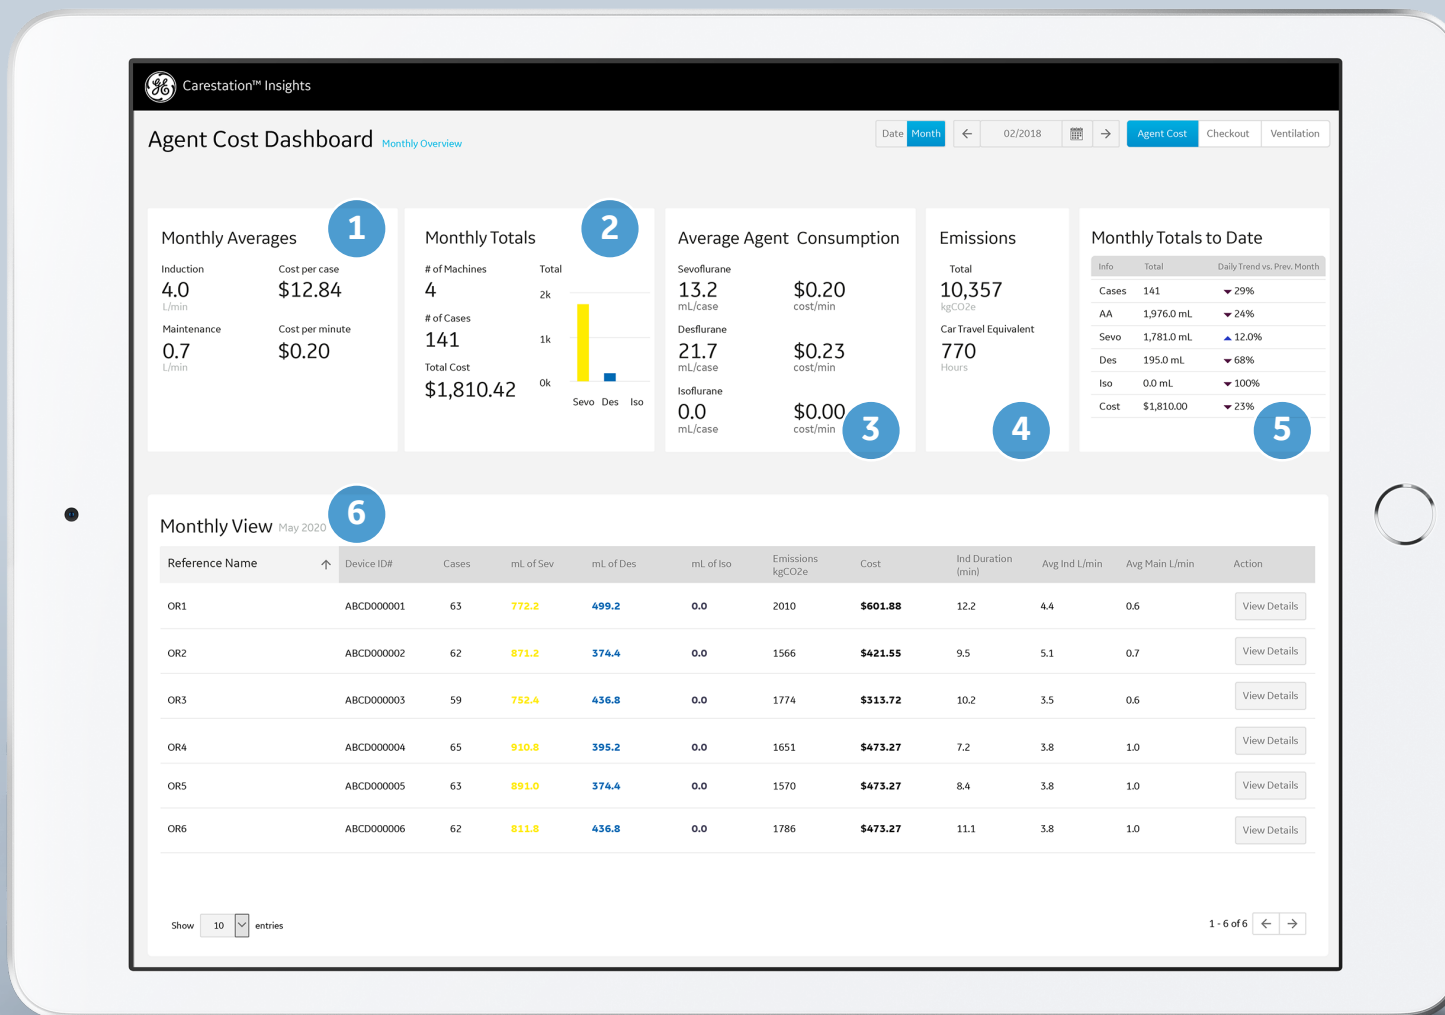 GE Carestation™ Insights
Agent Cost Dashboard Monthly Overview
Date Month ← 02/2018 → Agent Cost Checkout Ventilation
1
Monthly Averages
Induction Cost per case
4.0 $12.84
L/min
Maintenance Cost per minute
0.7 $0.20
L/min
2
Monthly Totals
# of Machines Total
4
# of Cases
141
Total Cost
$1,810.42
2k
1k
0k
Sevo Des Iso
Average Agent Consumption
Sevoflurane
13.2 $0.20
mL/case cost/min
Desflurane
21.7 $0.23
mL/case cost/min
Isoflurane
0.0 $0.00
mL/case cost/min
3
Emissions
Total
10,357
kgCO2e
Car Travel Equivalent
770
Hours
4
Monthly Totals to Date
Info Total Daily Trend vs. Prev. Month
Cases 141 ▼ 29%
AA 1,976.0 mL ▼ 24%
Sevo 1,781.0 mL ▲ 12.0%
Des 195.0 mL ▼ 68%
Iso 0.0 mL ▼ 100%
Cost $1,810.00 ▼ 23%
5
6
Monthly View May 2020
Reference Name ↑ Device ID# Cases mL of Sev mL of Des mL of Iso Emissions kgCO2e Cost Ind Duration (min) Avg Ind L/min Avg Main L/min Action
OR1 ABCD000001 63 772.2 499.2 0.0 2010 $601.88 12.2 4.4 0.6 View Details
OR2 ABCD000002 62 871.2 374.4 0.0 1566 $421.55 9.5 5.1 0.7 View Details
OR3 ABCD000003 59 752.4 436.8 0.0 1774 $313.72 10.2 3.5 0.6 View Details
OR4 ABCD000004 65 910.8 395.2 0.0 1651 $473.27 7.2 3.8 1.0 View Details
OR5 ABCD000005 63 891.0 374.4 0.0 1570 $473.27 8.4 3.8 1.0 View Details
OR6 ABCD000006 62 811.8 436.8 0.0 1786 $473.27 11.1 3.8 1.0 View Details
Show 10 entries
1 - 6 of 6 ← →